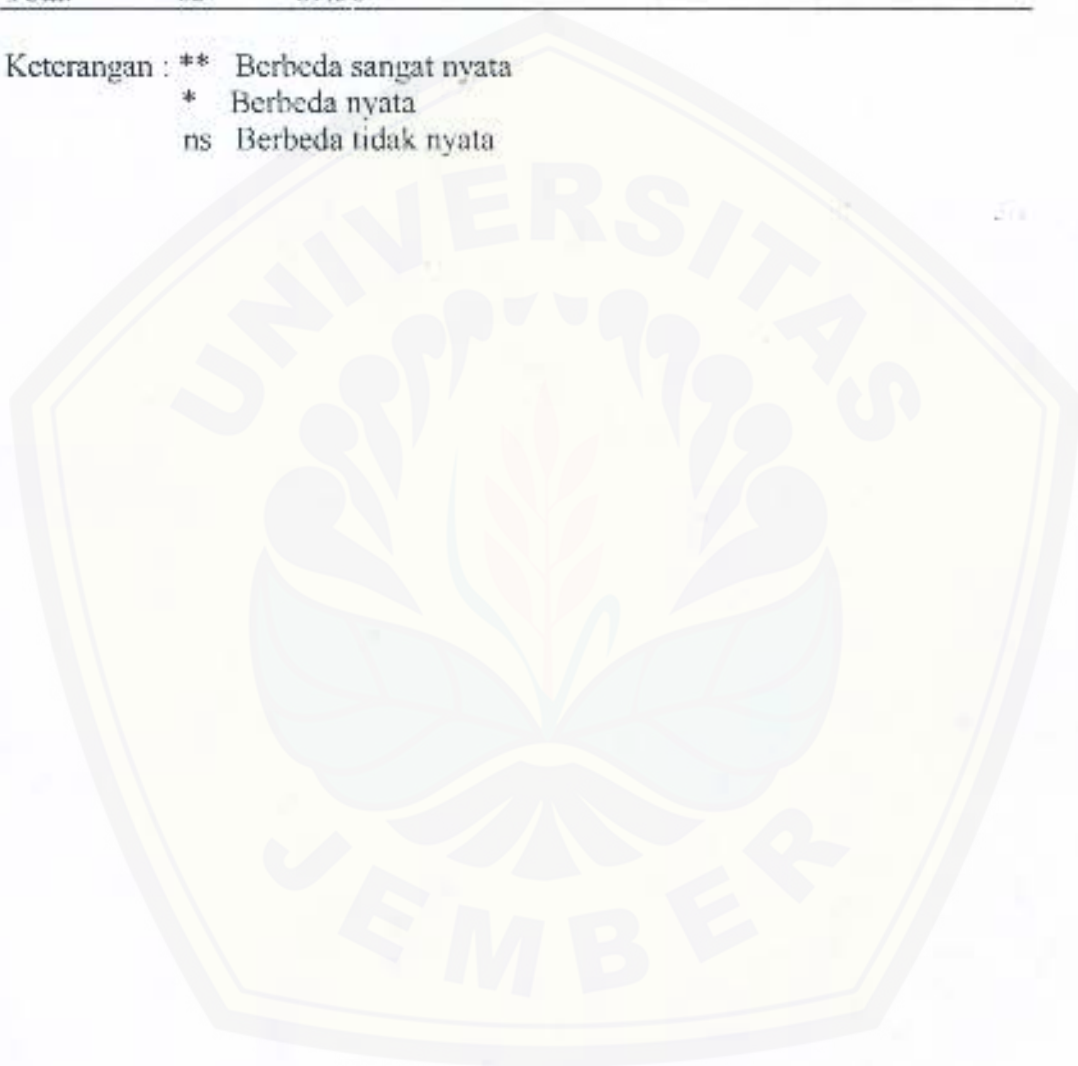 Keterangan : ** Berbeda sangat nyata
* Berbeda nyata
ns Berbeda tidak nyata
UNIVERSITAS
JEMBER